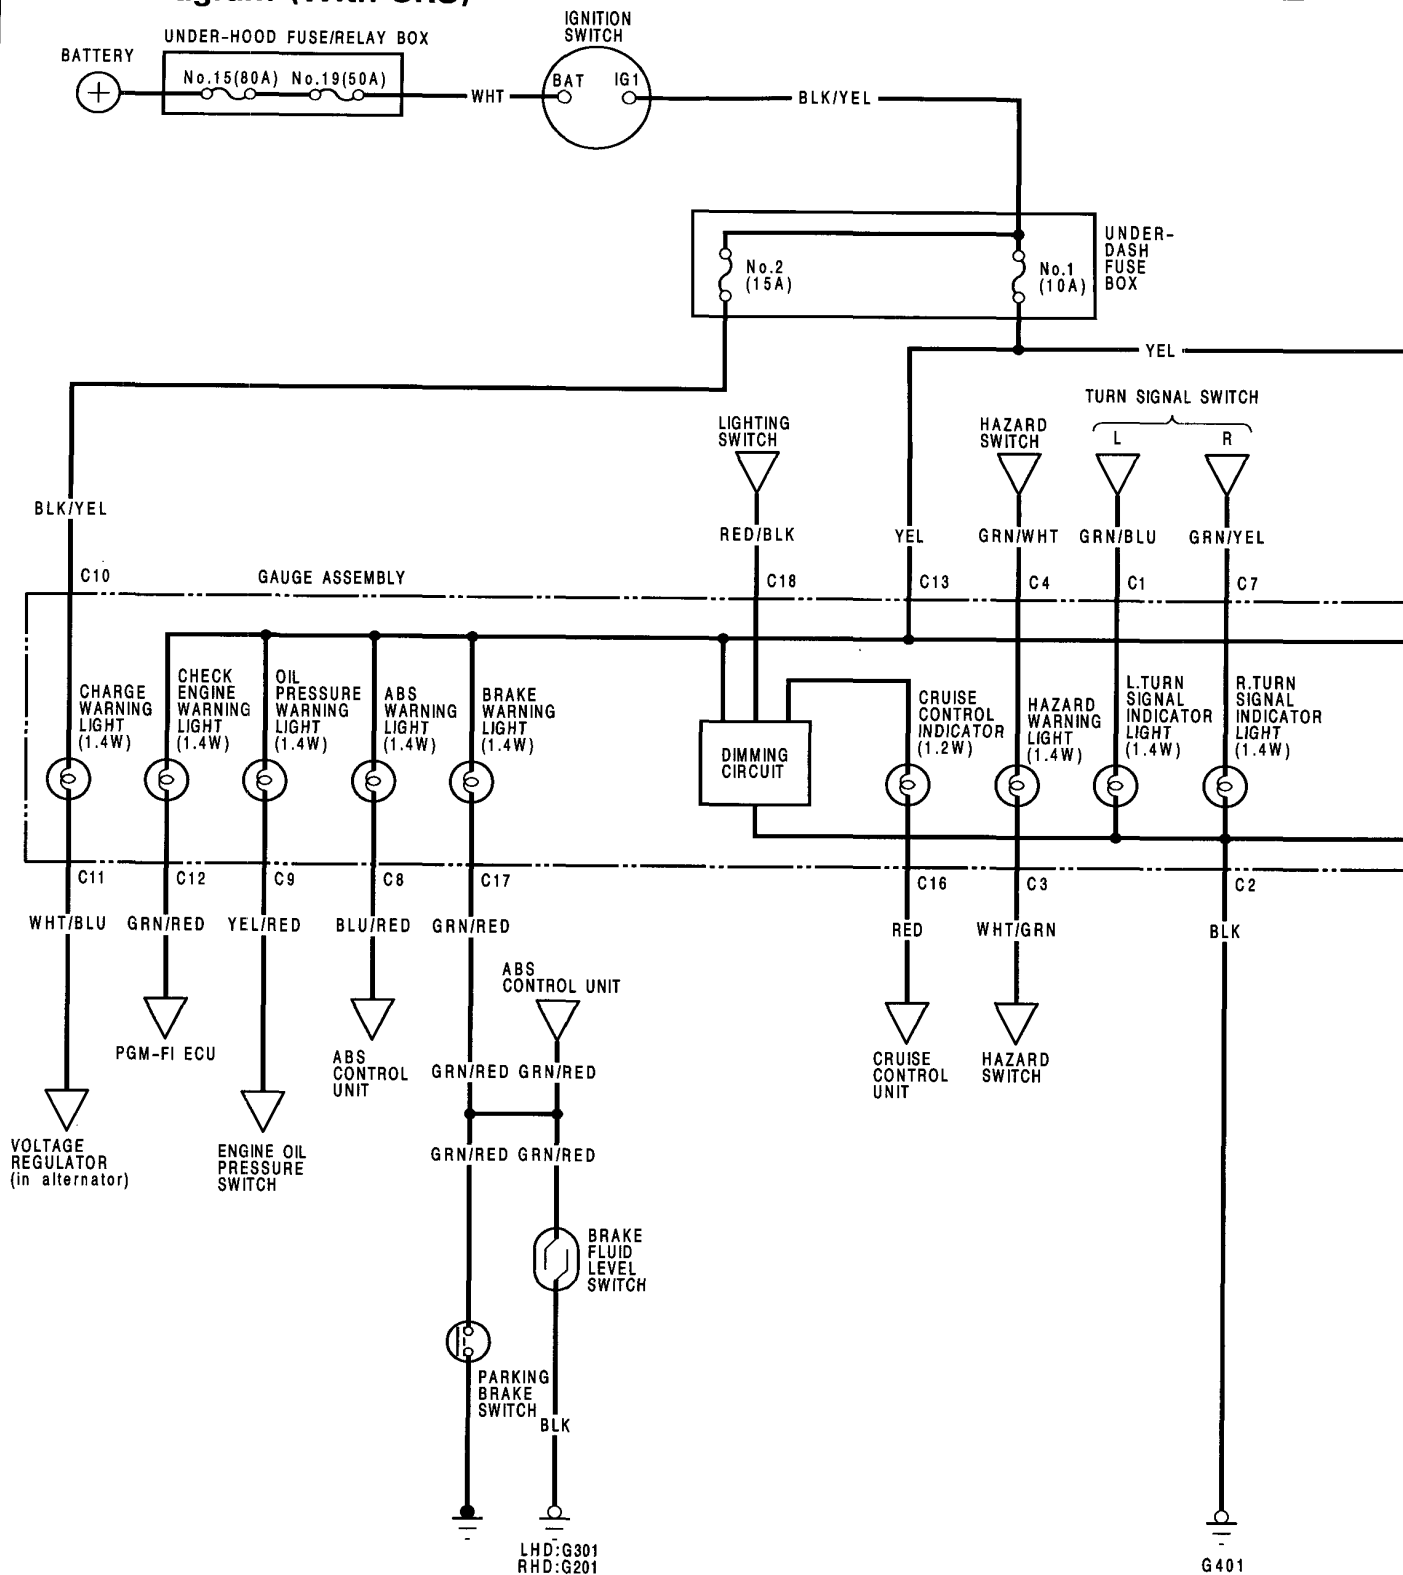 IGNITION
SWITCH
UNDER-HOOD FUSE/RELAY BOX
BATTERY
No.15(80A) No.19(50A)
WHT
BAT
IG1
BLK/YEL
No.2
(15A)
No.1
(10A)
UNDER-
DASH
FUSE
BOX
YEL
TURN SIGNAL SWITCH
L
R
LIGHTING
SWITCH
HAZARD
SWITCH
BLK/YEL
RED/BLK
YEL
GRN/WHT
GRN/BLU
GRN/YEL
C10
GAUGE ASSEMBLY
C18
C13
C4
C1
C7
CHARGE
WARNING
LIGHT
(1.4W)
CHECK
ENGINE
WARNING
LIGHT
(1.4W)
OIL
PRESSURE
WARNING
LIGHT
(1.4W)
ABS
WARNING
LIGHT
(1.4W)
BRAKE
WARNING
LIGHT
(1.4W)
DIMMING
CIRCUIT
CRUISE
CONTROL
INDICATOR
(1.2W)
HAZARD
WARNING
LIGHT
(1.4W)
L.TURN
SIGNAL
INDICATOR
LIGHT
(1.4W)
R.TURN
SIGNAL
INDICATOR
LIGHT
(1.4W)
C11
C12
C9
C8
C17
C16
C3
C2
WHT/BLU
GRN/RED
YEL/RED
BLU/RED
GRN/RED
RED
WHT/GRN
BLK
ABS
CONTROL UNIT
PGM-FI ECU
ABS
CONTROL
UNIT
GRN/RED GRN/RED
CRUISE
CONTROL
UNIT
HAZARD
SWITCH
VOLTAGE
REGULATOR
(in alternator)
ENGINE OIL
PRESSURE
SWITCH
GRN/RED GRN/RED
BRAKE
FLUID
LEVEL
SWITCH
PARKING
BRAKE
SWITCH
BLK
LHD:G301
RHD:G201
G401